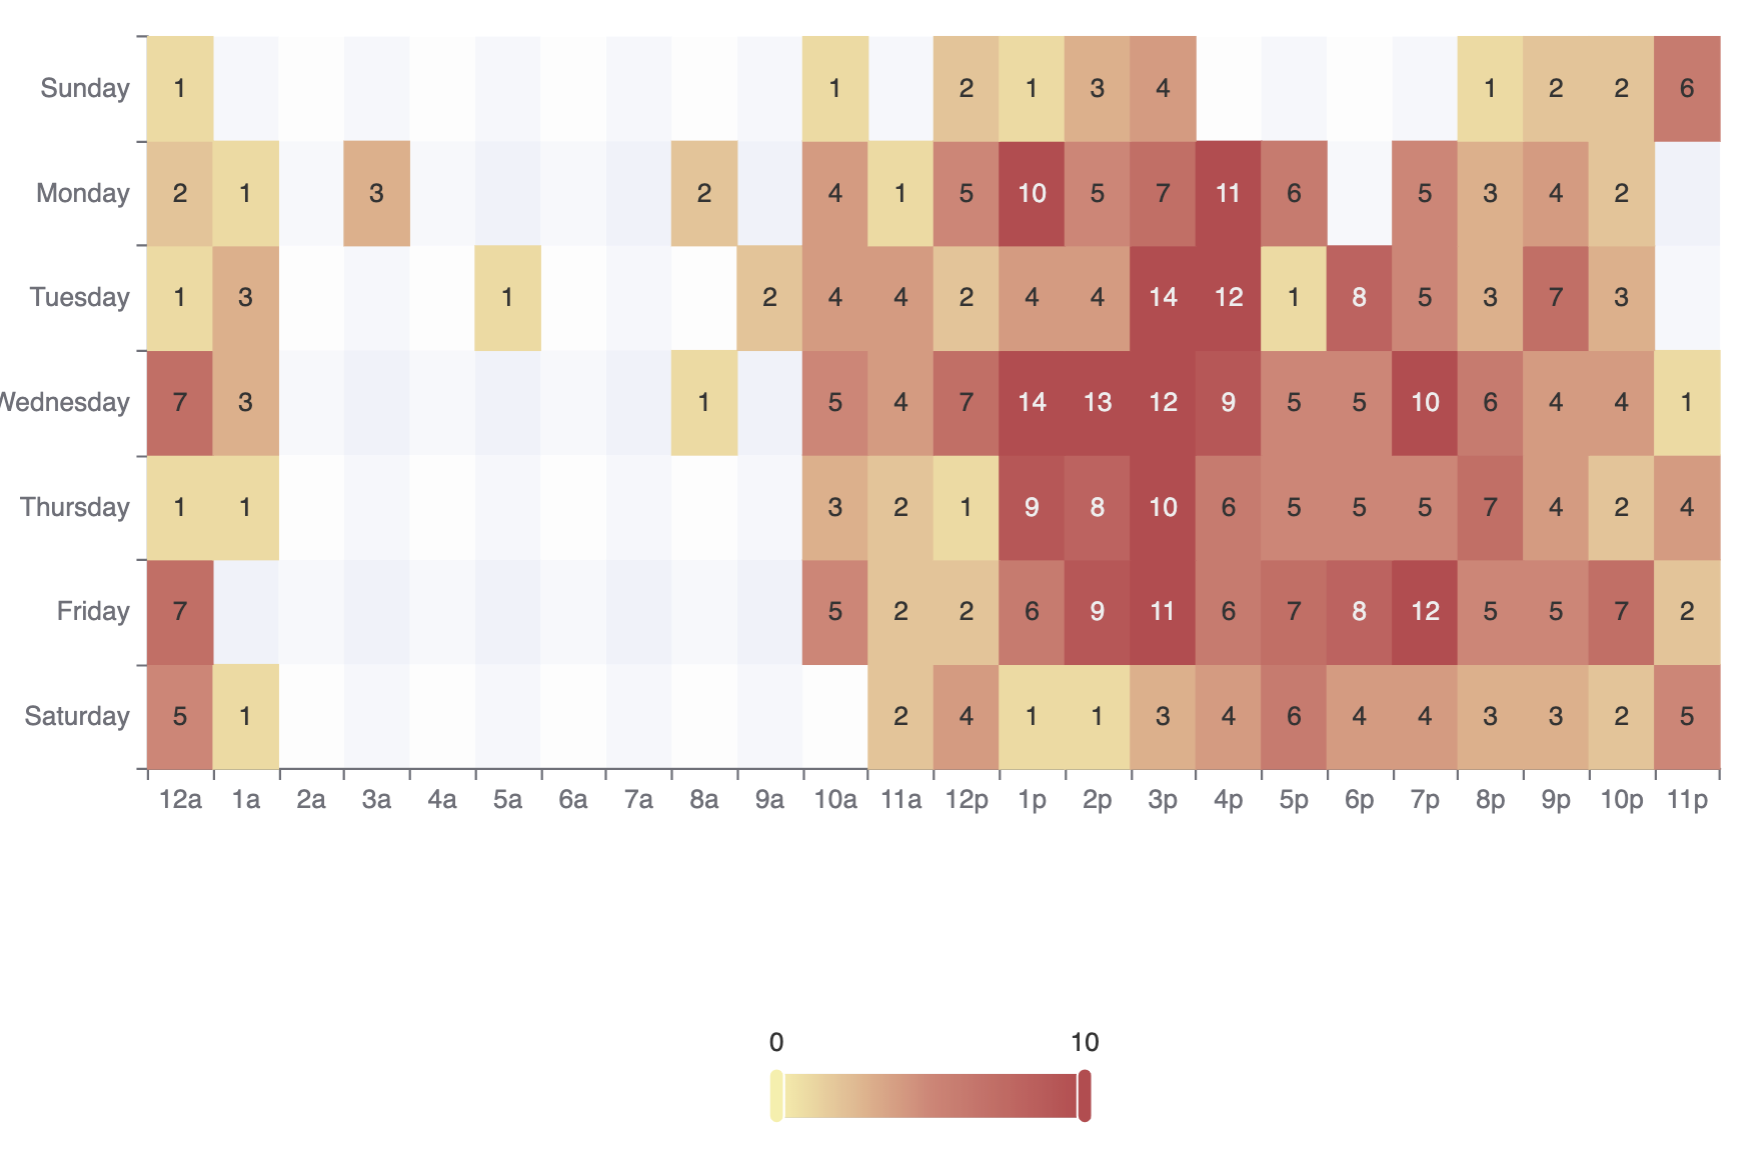 Sunday 1 1 2 1 3 4 1 2 2 6
Monday 2 1 3 2 4 1 5 10 5 7 11 6 5 3 4 2
Tuesday 1 3 1 2 4 4 2 4 4 14 12 1 8 5 3 7 3
Wednesday 7 3 1 5 4 7 14 13 12 9 5 5 10 6 4 4 1
Thursday 1 1 3 2 1 9 8 10 6 5 5 5 7 4 2 4
Friday 7 5 2 2 6 9 11 6 7 8 12 5 5 7 2
Saturday 5 1 2 4 1 1 3 4 6 4 4 3 3 2 5
12a 1a 2a 3a 4a 5a 6a 7a 8a 9a 10a 11a 12p 1p 2p 3p 4p 5p 6p 7p 8p 9p 10p 11p
0 10